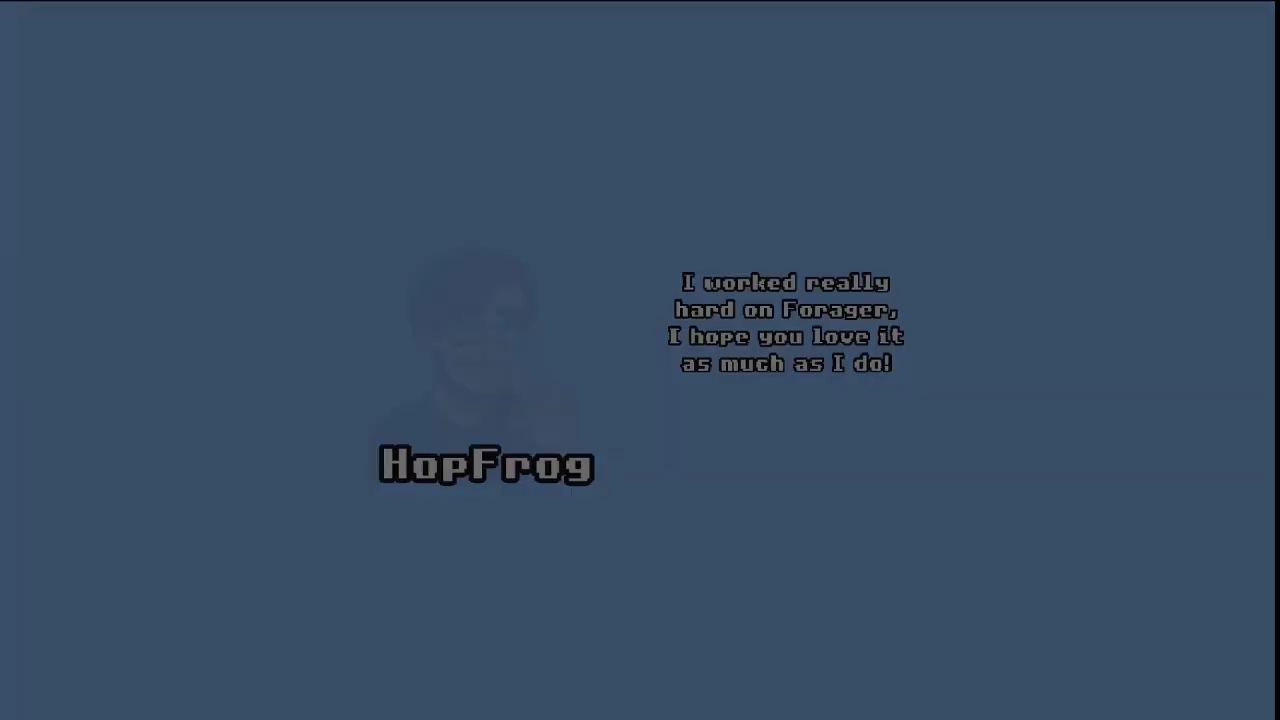 I worked really
hard on Forager,
I hope you love it
as much as I do!
HopFrog